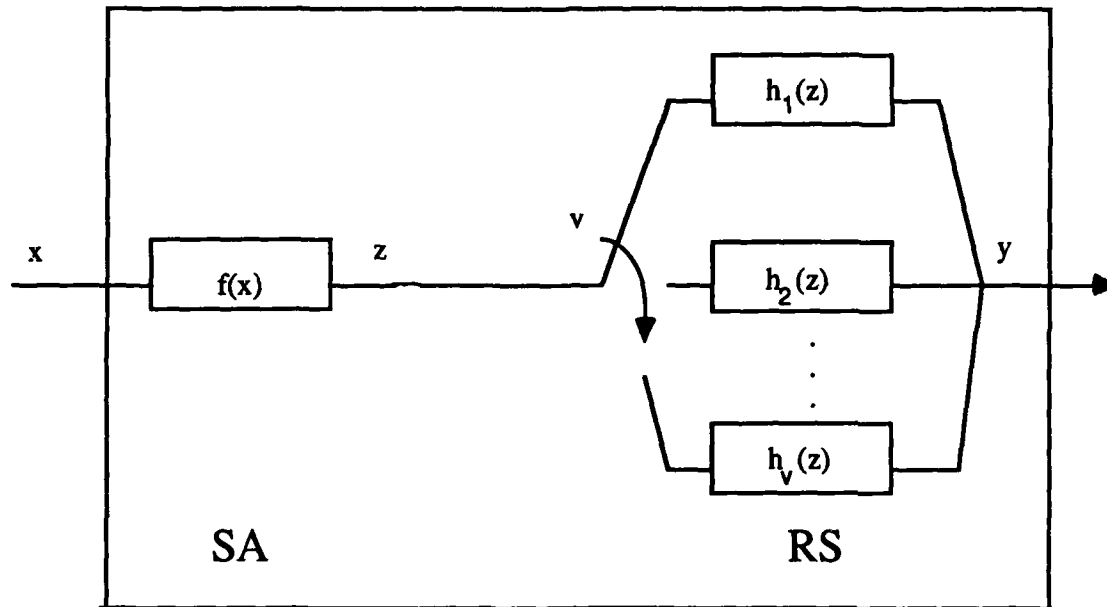 h₁(z)
v
x
f(x)
z
h₂(z)
y
.
.
.
hᵥ(z)
SA
RS